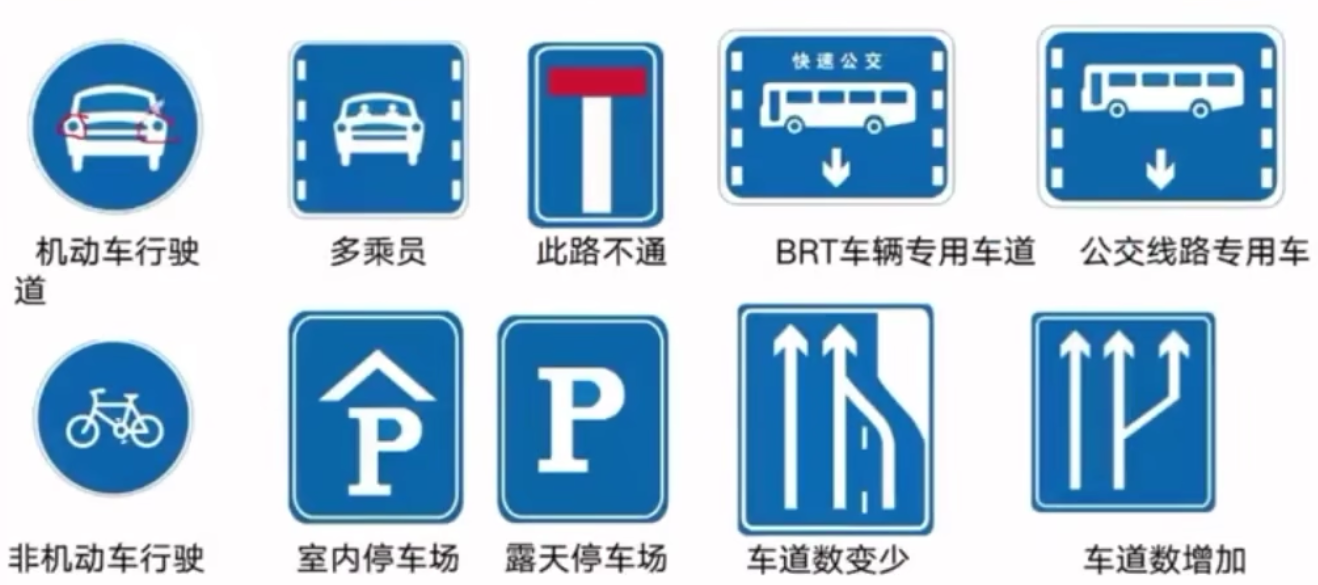 快速公交
机动车行驶
道
多乘员
此路不通
BRT车辆专用车道
公交线路专用车
P
P
非机动车行驶
室内停车场
露天停车场
车道数变少
车道数增加